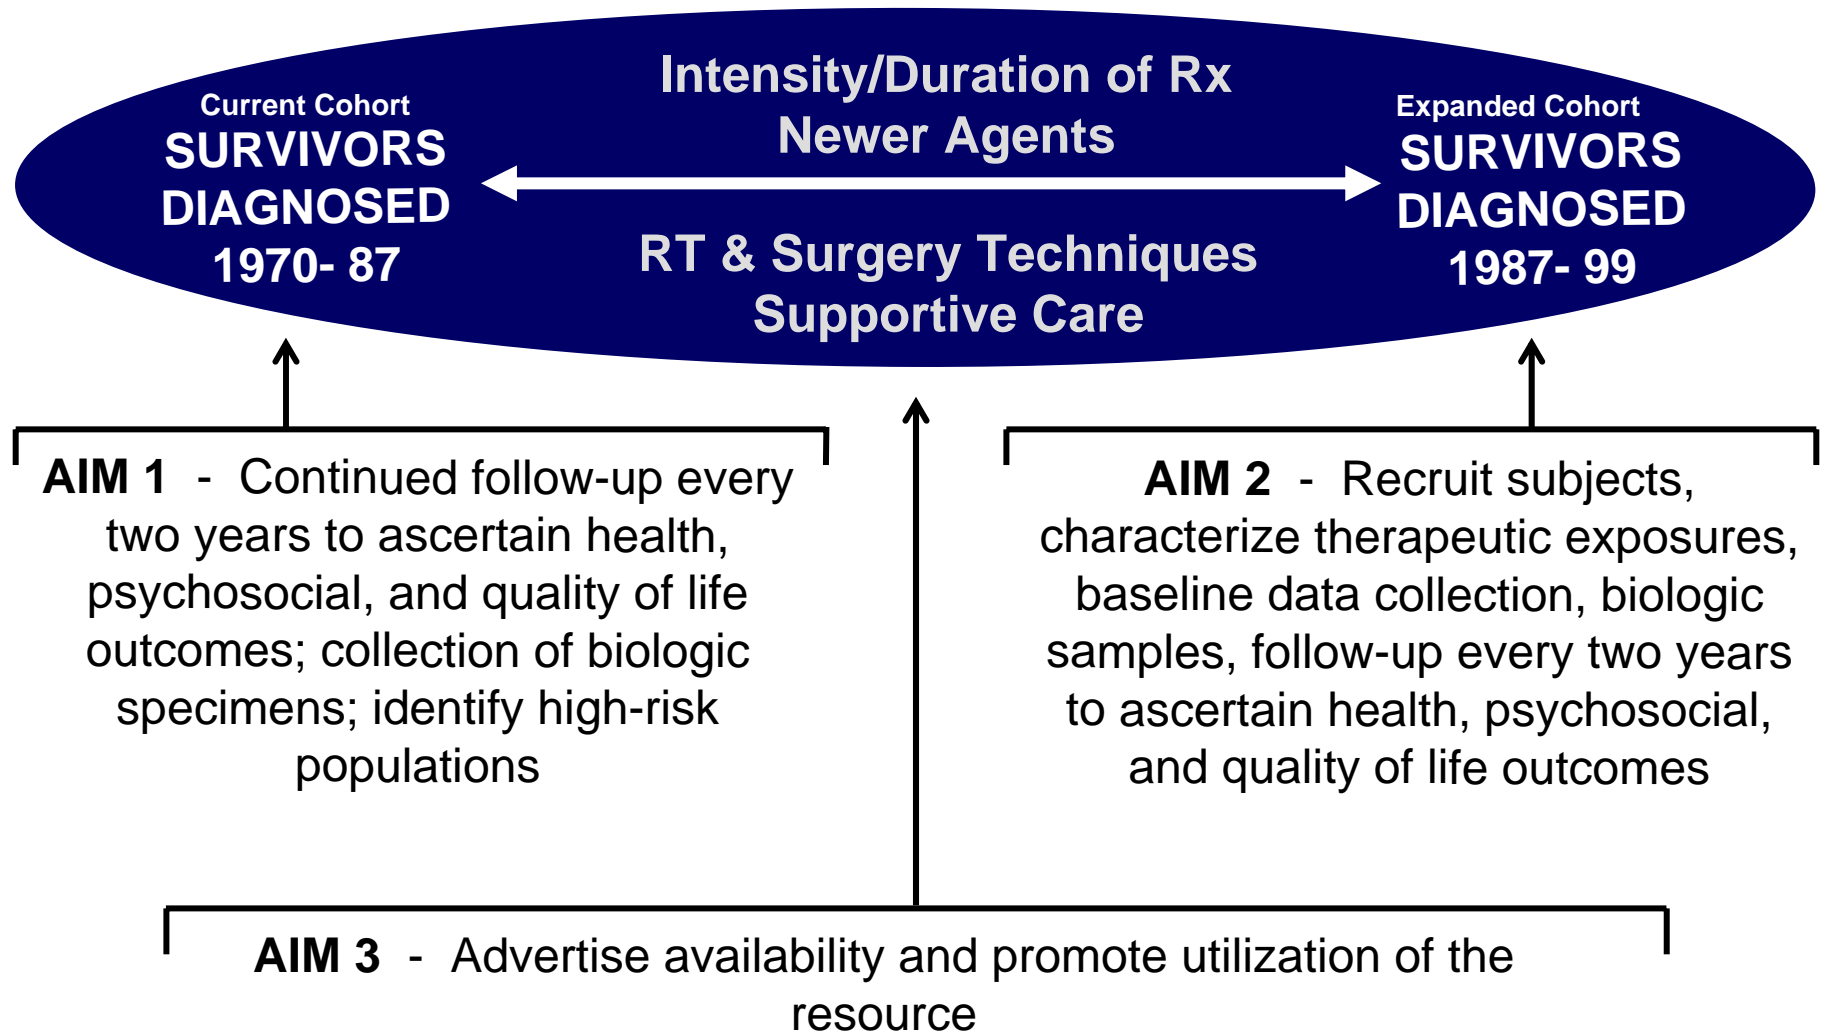 Intensity/Duration of Rx
Newer Agents
Current Cohort
SURVIVORS
DIAGNOSED
1970- 87
Expanded Cohort
SURVIVORS
DIAGNOSED
1987- 99
RT & Surgery Techniques
Supportive Care
AIM 1 - Continued follow-up every
two years to ascertain health,
psychosocial, and quality of life
outcomes; collection of biologic
specimens; identify high-risk
populations
AIM 2 - Recruit subjects,
characterize therapeutic exposures,
baseline data collection, biologic
samples, follow-up every two years
to ascertain health, psychosocial,
and quality of life outcomes
AIM 3 - Advertise availability and promote utilization of the
resource